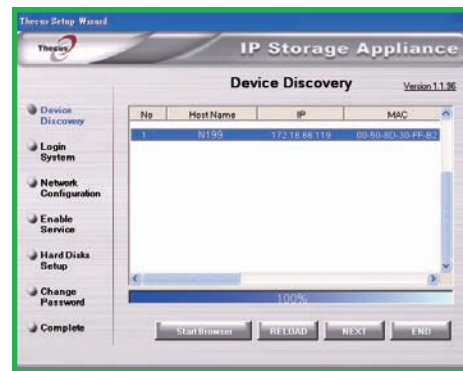 Thecus Setup Wizard
Thecus
IP Storage Appliance
Device Discovery
Version 1.1.96
Device Discovery
Login System
Network Configuration
Enable Service
Hard Disks Setup
Change Password
Complete
No Host Name IP MAC
1 N199 172.16.66.119 00-50-8D-30-FF-B2
100%
Start Browser RELOAD NEXT END